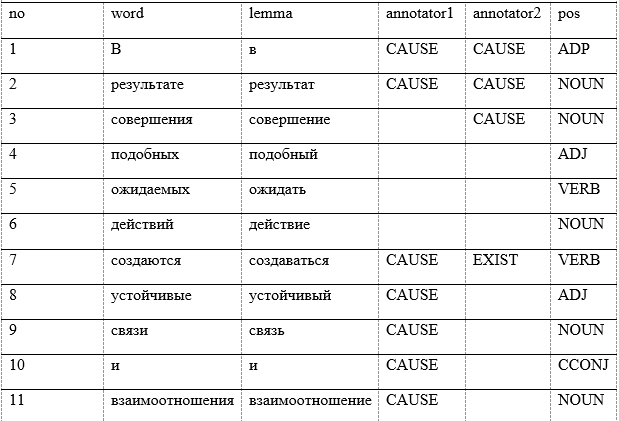 no word lemma annotator1 annotator2 pos
1 В в CAUSE CAUSE ADP
2 результате результат CAUSE CAUSE NOUN
3 совершения совершение CAUSE NOUN
4 подобных подобный ADJ
5 ожидаемых ожидать VERB
6 действий действие NOUN
7 создаются создаваться CAUSE EXIST VERB
8 устойчивые устойчивый CAUSE ADJ
9 связи связь CAUSE NOUN
10 и и CAUSE CCONJ
11 взаимоотношения взаимоотношение CAUSE NOUN